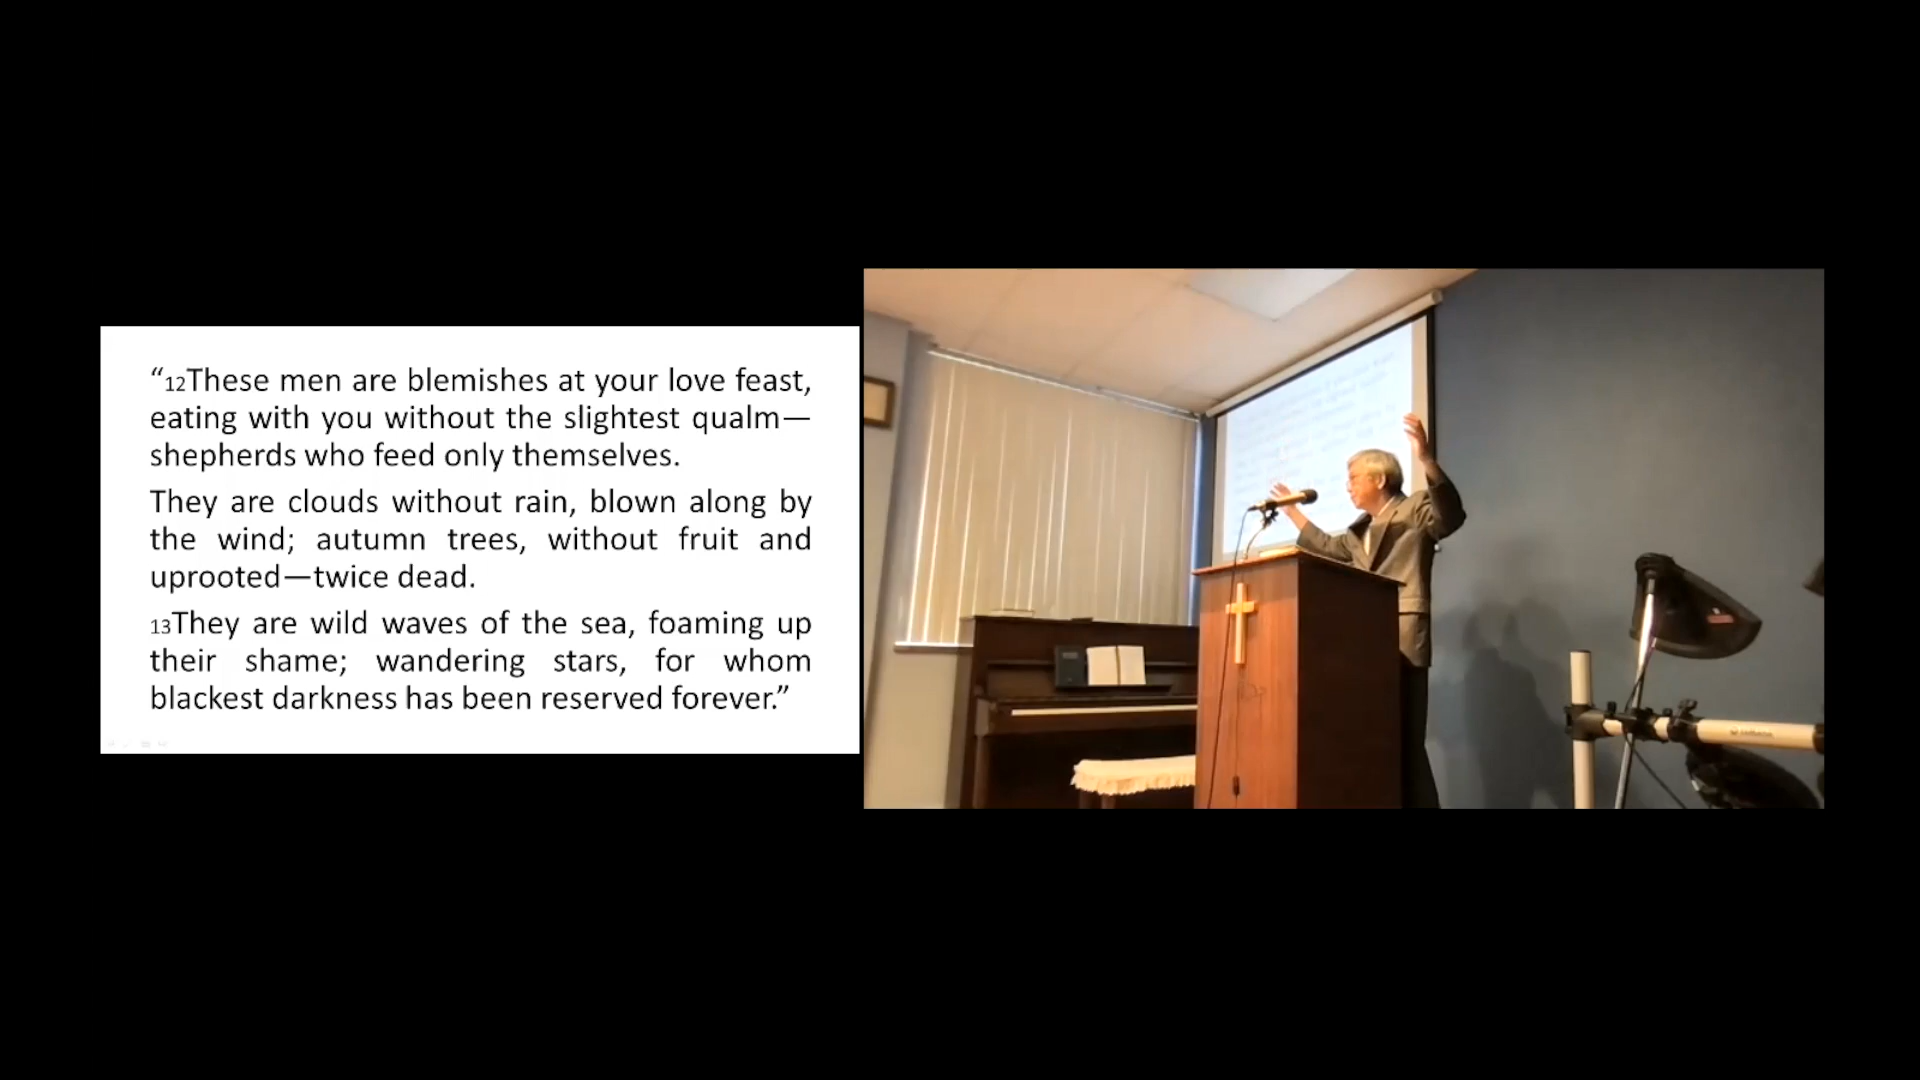 “12These men are blemishes at your love feast,
eating with you without the slightest qualm—
shepherds who feed only themselves.
They are clouds without rain, blown along by
the wind; autumn trees, without fruit and
uprooted—twice dead.
13They are wild waves of the sea, foaming up
their shame; wandering stars, for whom
blackest darkness has been reserved forever.”